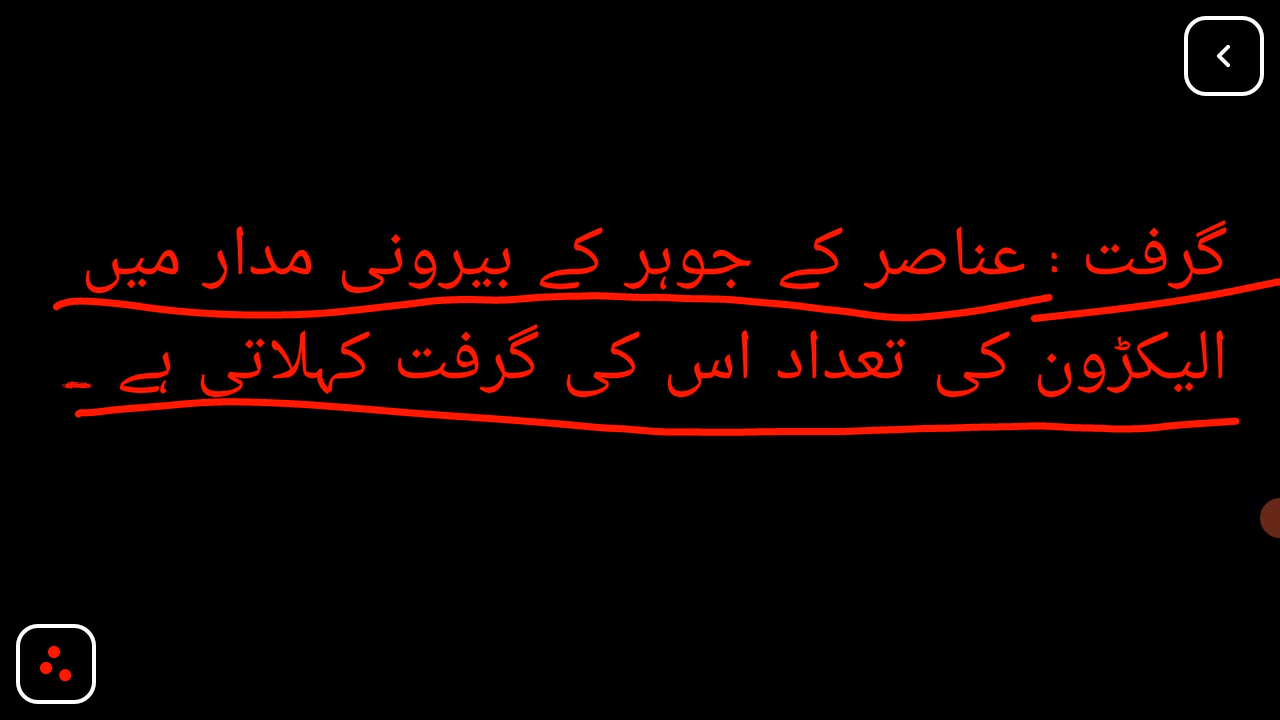 گرفت : عناصر کے جوہر کے بیرونی مدار میں
الیکڑون کی تعداد اس کی گرفت کہلاتی ہے ۔